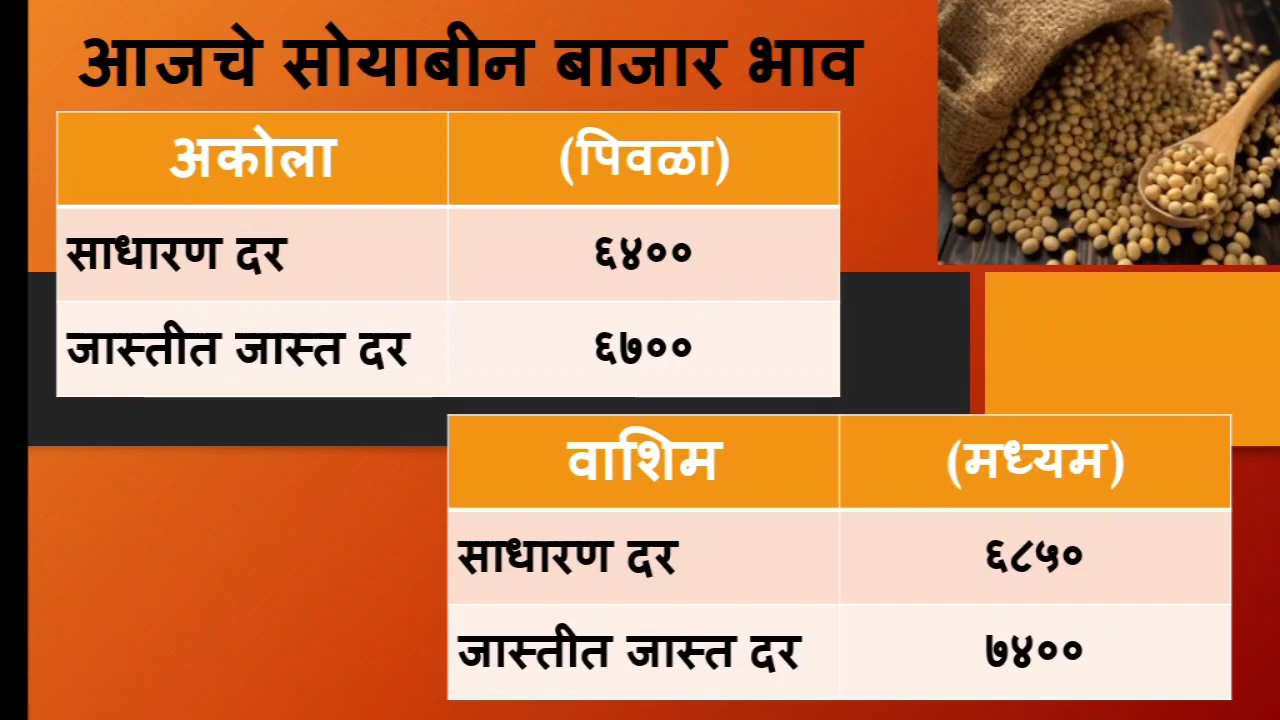 आजचे सोयाबीन बाजार भाव
अकोला (पिवळा)
साधारण दर ६४००
जास्तीत जास्त दर ६७००
वाशिम (मध्यम)
साधारण दर ६८५०
जास्तीत जास्त दर ७४००